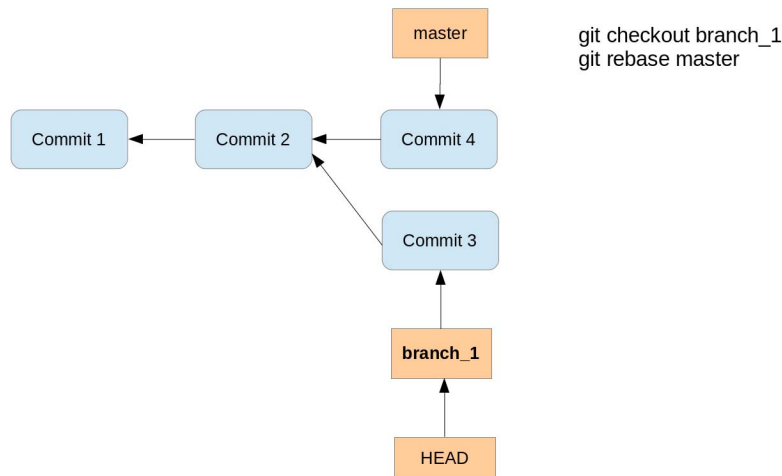 master
git checkout branch_1
git rebase master
Commit 1
Commit 2
Commit 4
Commit 3
branch_1
HEAD